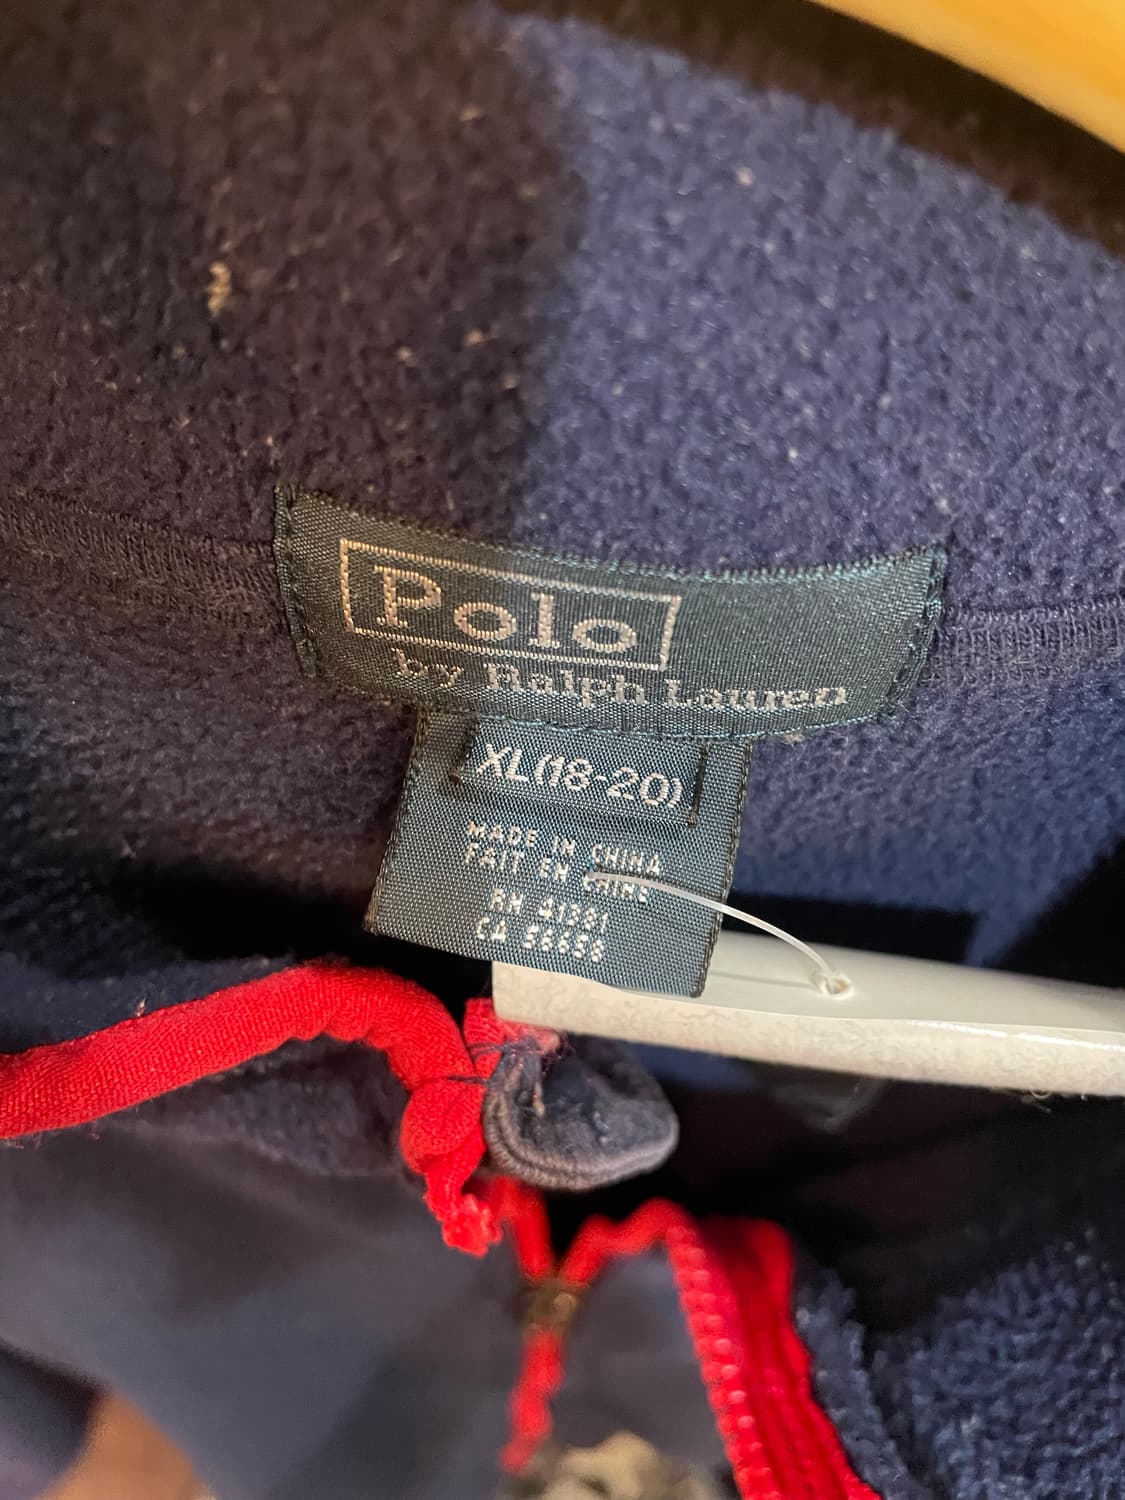 Polo
by Ralph Lauren
XL(18-20)
MADE IN CHINA
FAIT EN CHINE
RN 41381
CA 56658